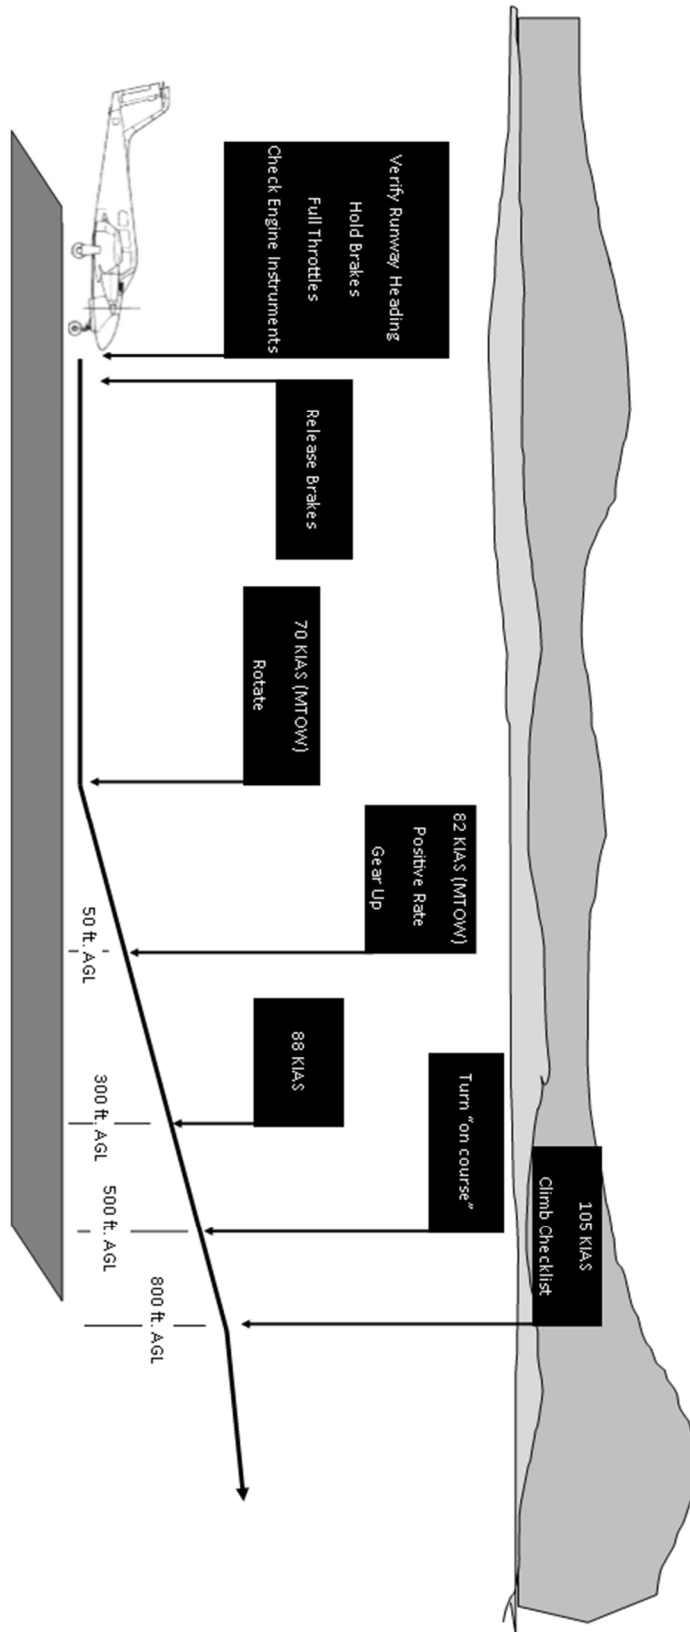 Verify Runway Heading
Hold Brakes
Full Throttles
Check Engine Instruments
Release Brakes
70 KIAS (MTOW)
Rotate
82 KIAS (MTOW)
Positive Rate
Gear Up
88 KIAS
Turn “on course”
105 KIAS
Climb Checklist
50 ft. AGL
300 ft. AGL
500 ft. AGL
800 ft. AGL